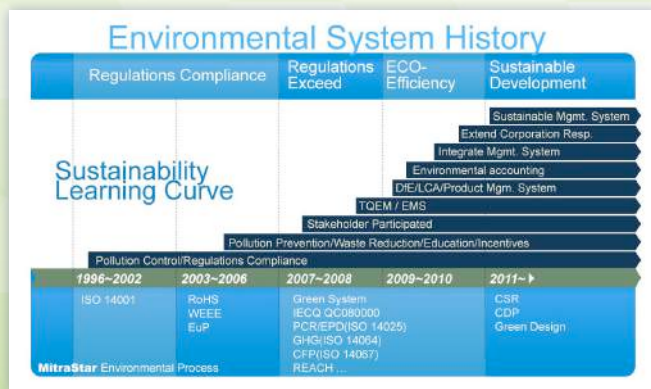 Environmental System History
Regulations Compliance
Regulations
Exceed
ECO-
Efficiency
Sustainable
Development
Sustainable Mgmt. System
Extend Corporation Resp.
Integrate Mgmt. System
Environmental accounting
DfE/LCA/Product Mgm. System
TQEM / EMS
Stakeholder Participated
Pollution Prevention/Waste Reduction/Education/Incentives
Pollution Control/Regulations Compliance
Sustainability
Learning Curve
1996~2002
2003~2006
2007~2008
2009~2010
2011~
ISO 14001
RoHS
WEEE
EuP
Green System
IECQ QC080000
PCR/EPD(ISO 14025)
GHG(ISO 14064)
CFP(ISO 14067)
REACH ...
CSR
CDP
Green Design
MitraStar Environmental Process